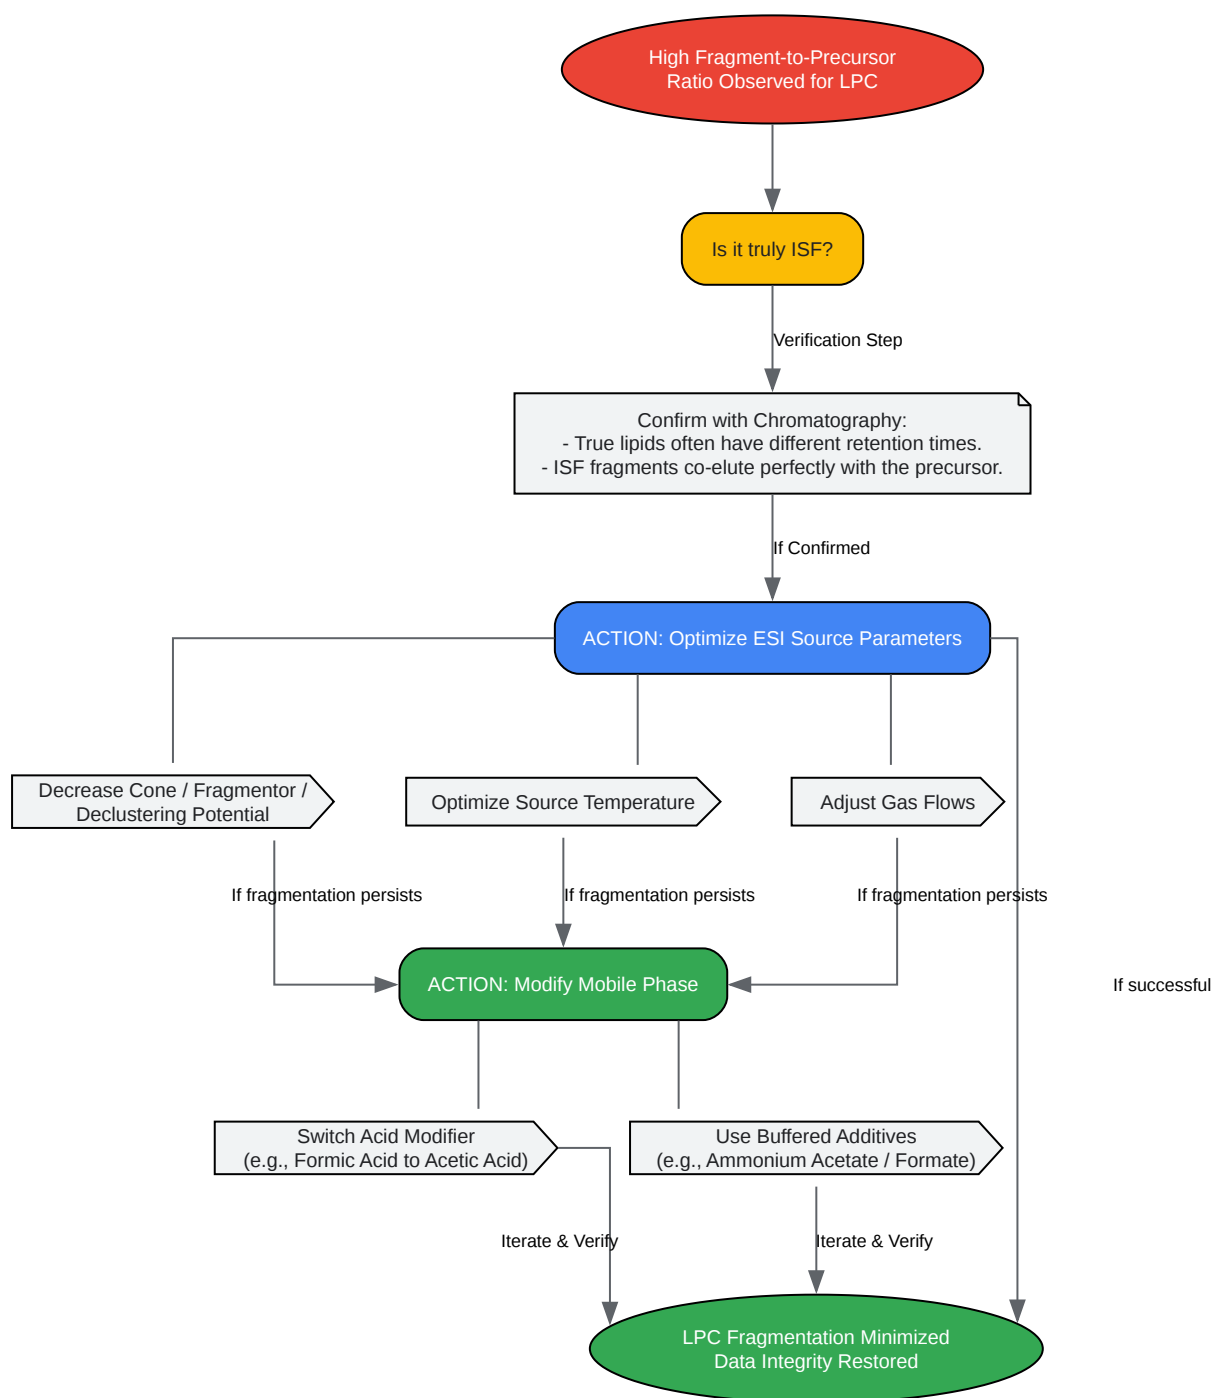 High Fragment-to-Precursor
Ratio Observed for LPC
Is it truly ISF?
Verification Step
Confirm with Chromatography:
- True lipids often have different retention times.
- ISF fragments co-elute perfectly with the precursor.
If Confirmed
ACTION: Optimize ESI Source Parameters
Decrease Cone / Fragmentor /
Declustering Potential
Optimize Source Temperature
Adjust Gas Flows
If fragmentation persists
If fragmentation persists
If fragmentation persists
ACTION: Modify Mobile Phase
If successful
Switch Acid Modifier
(e.g., Formic Acid to Acetic Acid)
Use Buffered Additives
(e.g., Ammonium Acetate / Formate)
Iterate & Verify
Iterate & Verify
LPC Fragmentation Minimized
Data Integrity Restored